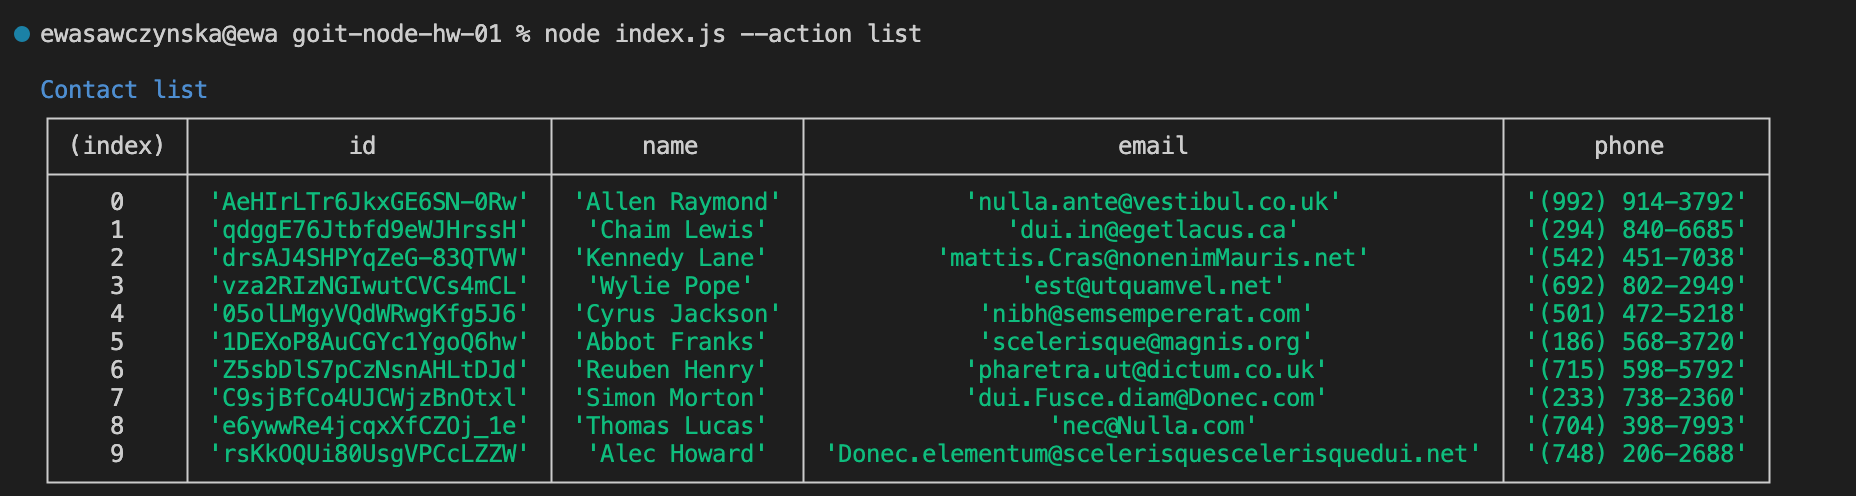 ewasawczynska@ewa goit-node-hw-01 % node index.js --action list
Contact list
(index) id name email phone
0 'AeHIrLTr6JkxGE6SN-0Rw' 'Allen Raymond' 'nulla.ante@vestibul.co.uk' '(992) 914-3792'
1 'qdggE76Jtbfd9eWJHrssH' 'Chaim Lewis' 'dui.in@egetlacus.ca' '(294) 840-6685'
2 'drsAJ4SHPYqZeG-83QTVW' 'Kennedy Lane' 'mattis.Cras@nonenimMauris.net' '(542) 451-7038'
3 'vza2RIzNGIwutCVCs4mCL' 'Wylie Pope' 'est@utquamvel.net' '(692) 802-2949'
4 '05olLMgyVQdWRwgKfg5J6' 'Cyrus Jackson' 'nibh@semsempererat.com' '(501) 472-5218'
5 '1DEXoP8AuCGYc1YgoQ6hw' 'Abbot Franks' 'scelerisque@magnis.org' '(186) 568-3720'
6 'Z5sbDlS7pCzNsnAHLtDJd' 'Reuben Henry' 'pharetra.ut@dictum.co.uk' '(715) 598-5792'
7 'C9sjBfCo4UJCWjzBnOtxl' 'Simon Morton' 'dui.Fusce.diam@Donec.com' '(233) 738-2360'
8 'e6ywwRe4jcqxXfCZOj_1e' 'Thomas Lucas' 'nec@Nulla.com' '(704) 398-7993'
9 'rsKkOQUi80UsgVPCcLZZW' 'Alec Howard' 'Donec.elementum@scelerisquescelerisquedui.net' '(748) 206-2688'